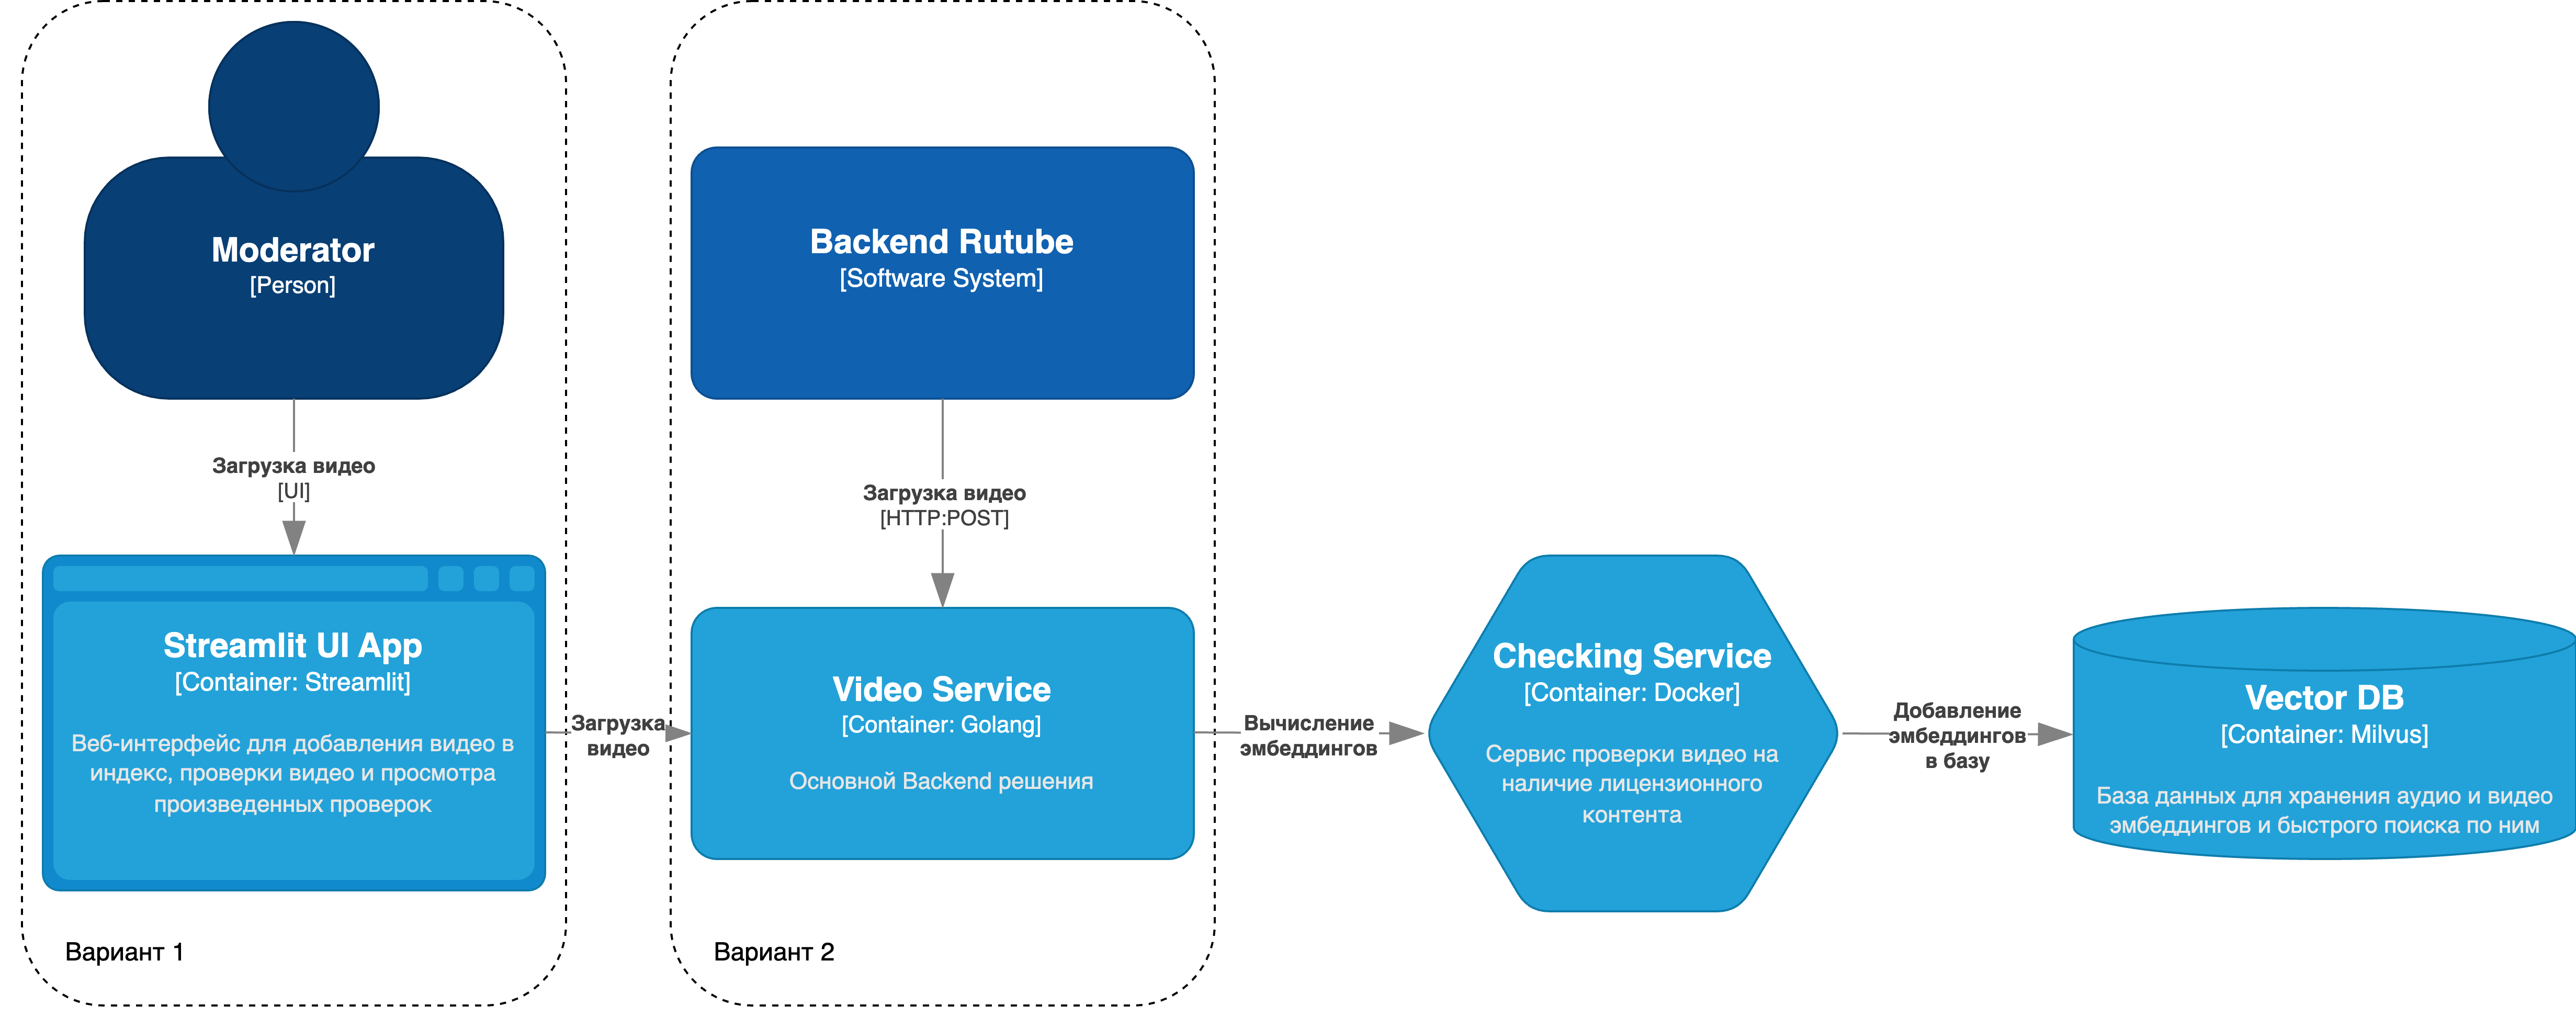 Moderator
[Person]
Загрузка видео
[UI]
Streamlit UI App
[Container: Streamlit]
Веб-интерфейс для добавления видео в
индекс, проверки видео и просмотра
произведенных проверок
Вариант 1
Загрузка
видео
Backend Rutube
[Software System]
Загрузка видео
[HTTP:POST]
Video Service
[Container: Golang]
Основной Backend решения
Вариант 2
Вычисление
эмбеддингов
Checking Service
[Container: Docker]
Сервис проверки видео на
наличие лицензионного
контента
Добавление
эмбеддингов
в базу
Vector DB
[Container: Milvus]
База данных для хранения аудио и видео
эмбеддингов и быстрого поиска по ним